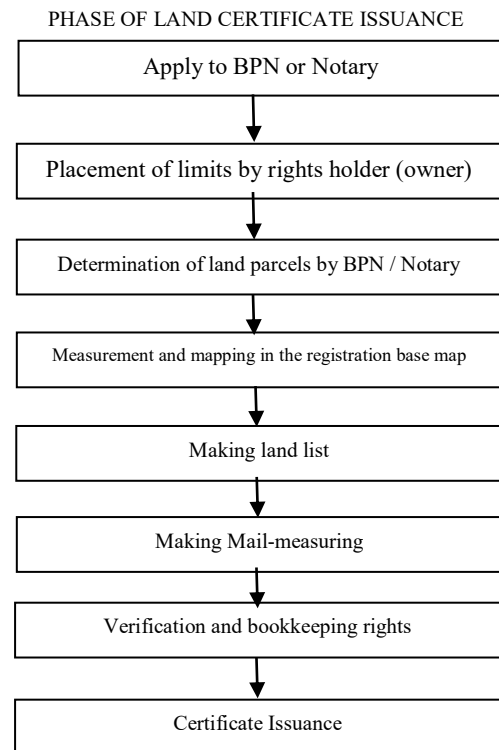 PHASE OF LAND CERTIFICATE ISSUANCE
Apply to BPN or Notary
Placement of limits by rights holder (owner)
Determination of land parcels by BPN / Notary
Measurement and mapping in the registration base map
Making land list
Making Mail-measuring
Verification and bookkeeping rights
Certificate Issuance